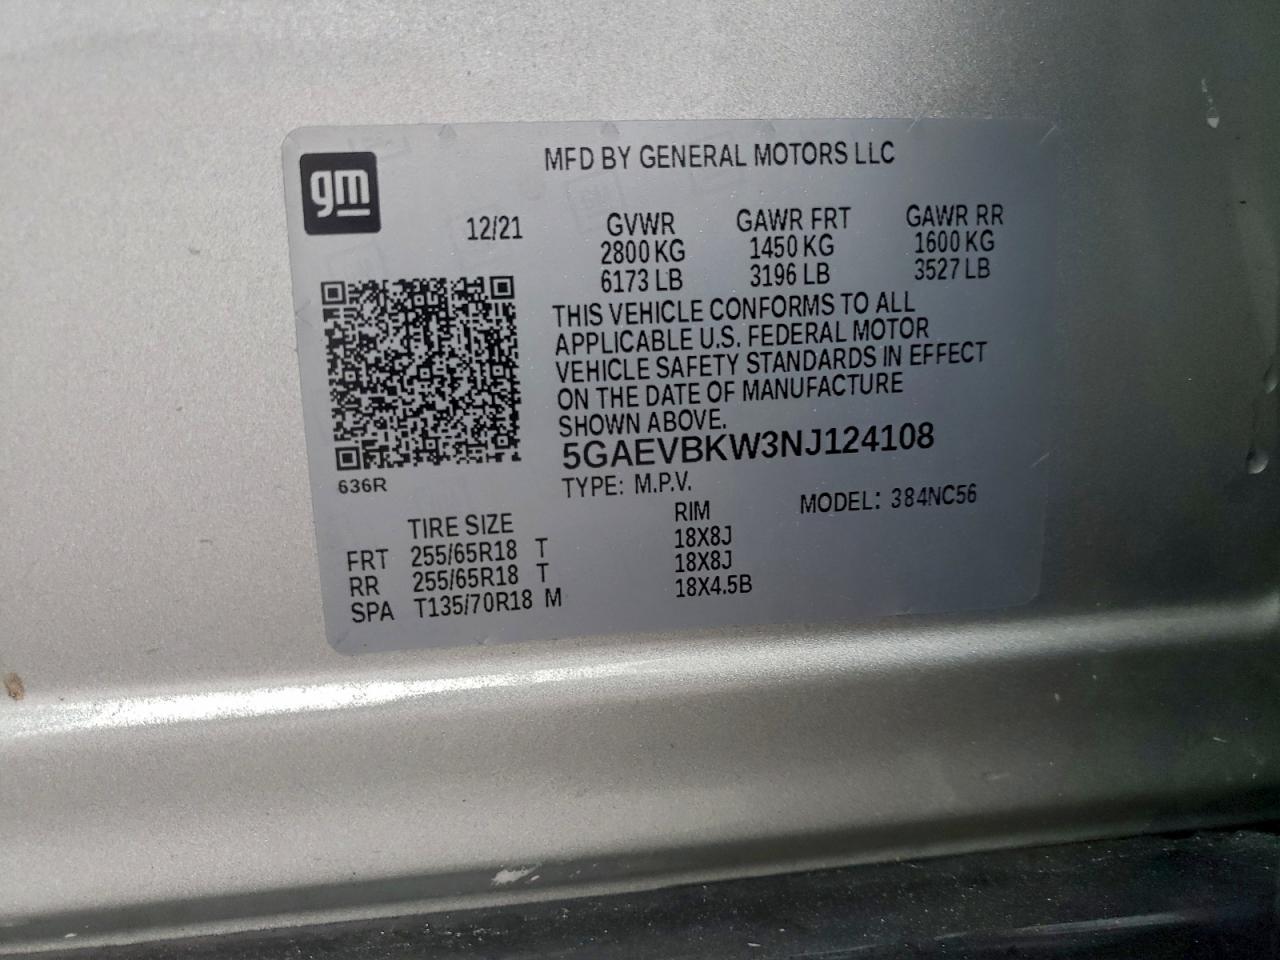 gm
MFD BY GENERAL MOTORS LLC
12/21 GVWR GAWR FRT GAWR RR
2800 KG 1450 KG 1600 KG
6173 LB 3196 LB 3527 LB
THIS VEHICLE CONFORMS TO ALL
APPLICABLE U.S. FEDERAL MOTOR
VEHICLE SAFETY STANDARDS IN EFFECT
ON THE DATE OF MANUFACTURE
SHOWN ABOVE.
5GAEVBKW3NJ124108
636R
TYPE: M.P.V. MODEL: 384NC56
TIRE SIZE RIM
FRT 255/65R18 T 18X8J
RR 255/65R18 T 18X8J
SPA T135/70R18 M 18X4.5B